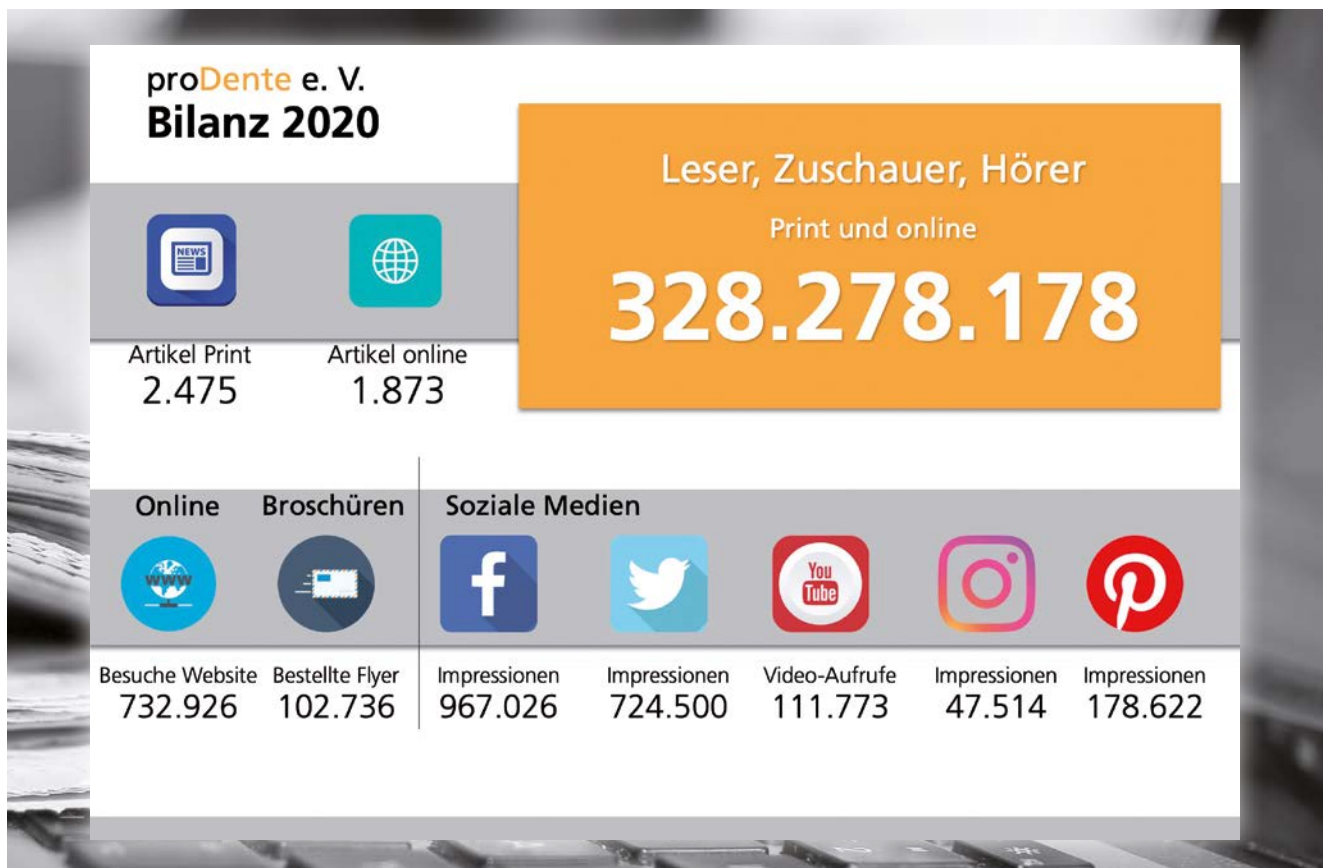 proDente e. V.
Bilanz 2020
Leser, Zuschauer, Hörer
Print und online
328.278.178
NEWS
Artikel Print
2.475
Artikel online
1.873
Online
Broschüren
Soziale Medien
www
f
You
Tube
Besuche Website
732.926
Bestellte Flyer
102.736
Impressionen
967.026
Impressionen
724.500
Video-Aufrufe
111.773
Impressionen
47.514
Impressionen
178.622